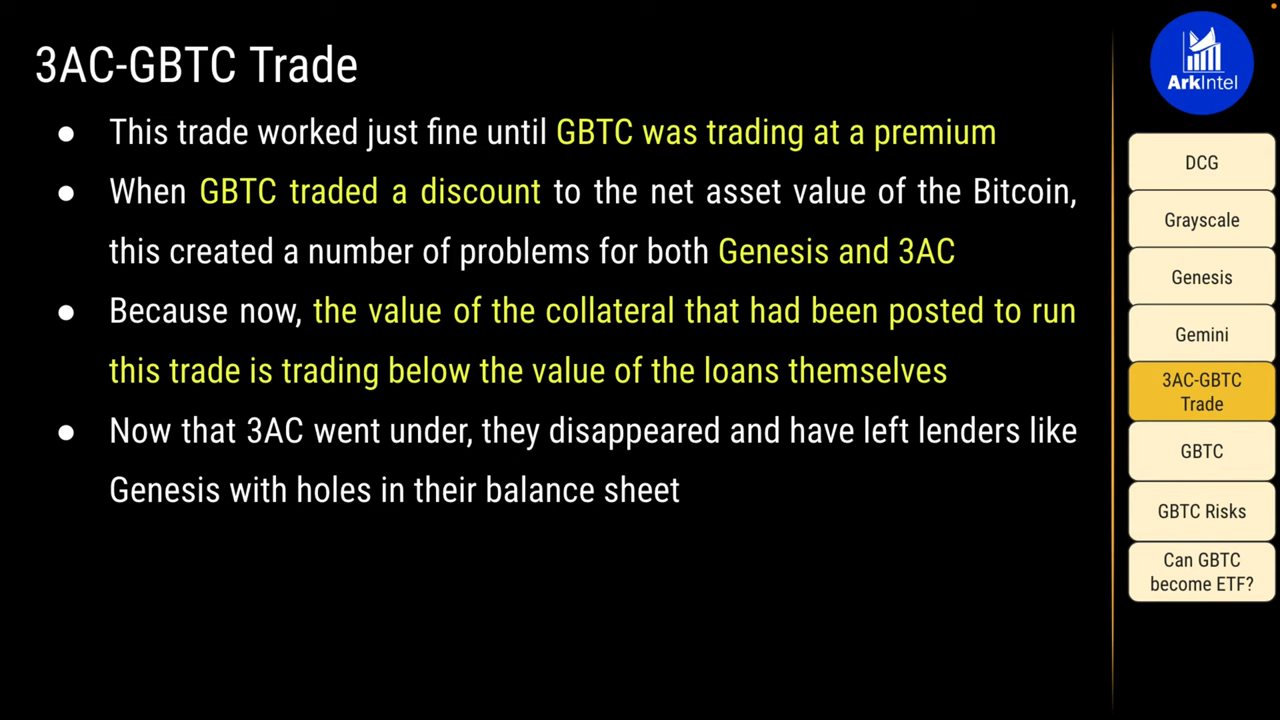 3AC-GBTC Trade
● This trade worked just fine until GBTC was trading at a premium
● When GBTC traded a discount to the net asset value of the Bitcoin,
this created a number of problems for both Genesis and 3AC
● Because now, the value of the collateral that had been posted to run
this trade is trading below the value of the loans themselves
● Now that 3AC went under, they disappeared and have left lenders like
Genesis with holes in their balance sheet
ArkIntel
DCG
Grayscale
Genesis
Gemini
3AC-GBTC
Trade
GBTC
GBTC Risks
Can GBTC
become ETF?